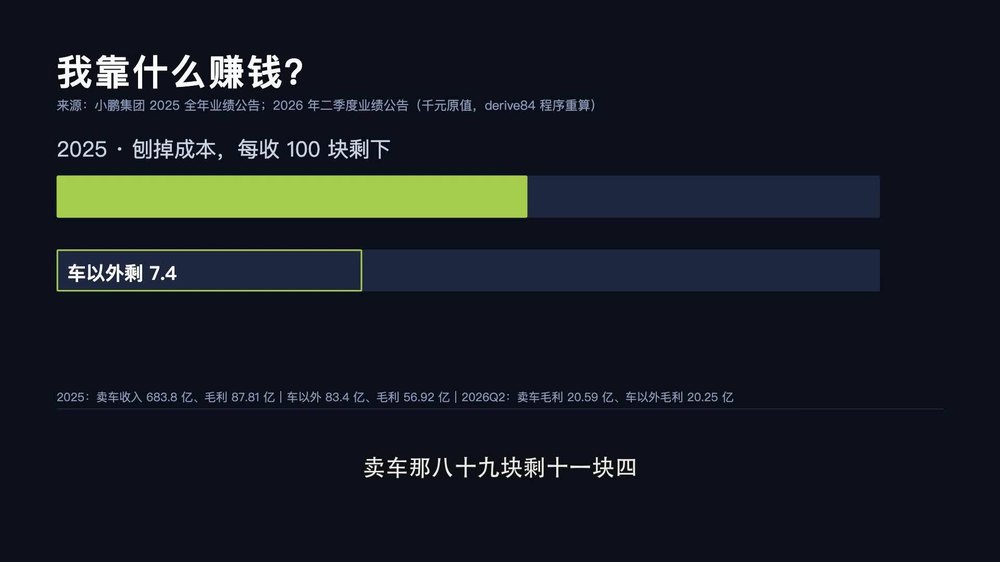 我靠什么赚钱？
来源：小鹏集团 2025 全年业绩公告；2026 年二季度业绩公告（千元原值，derive84 程序重算）
2025 · 刨掉成本，每收 100 块剩下
车以外剩 7.4
2025：卖车收入 683.8 亿、毛利 87.81 亿 | 车以外 83.4 亿、毛利 56.92 亿 | 2026Q2：卖车毛利 20.59 亿、车以外毛利 20.25 亿
卖车那八十九块剩十一块四